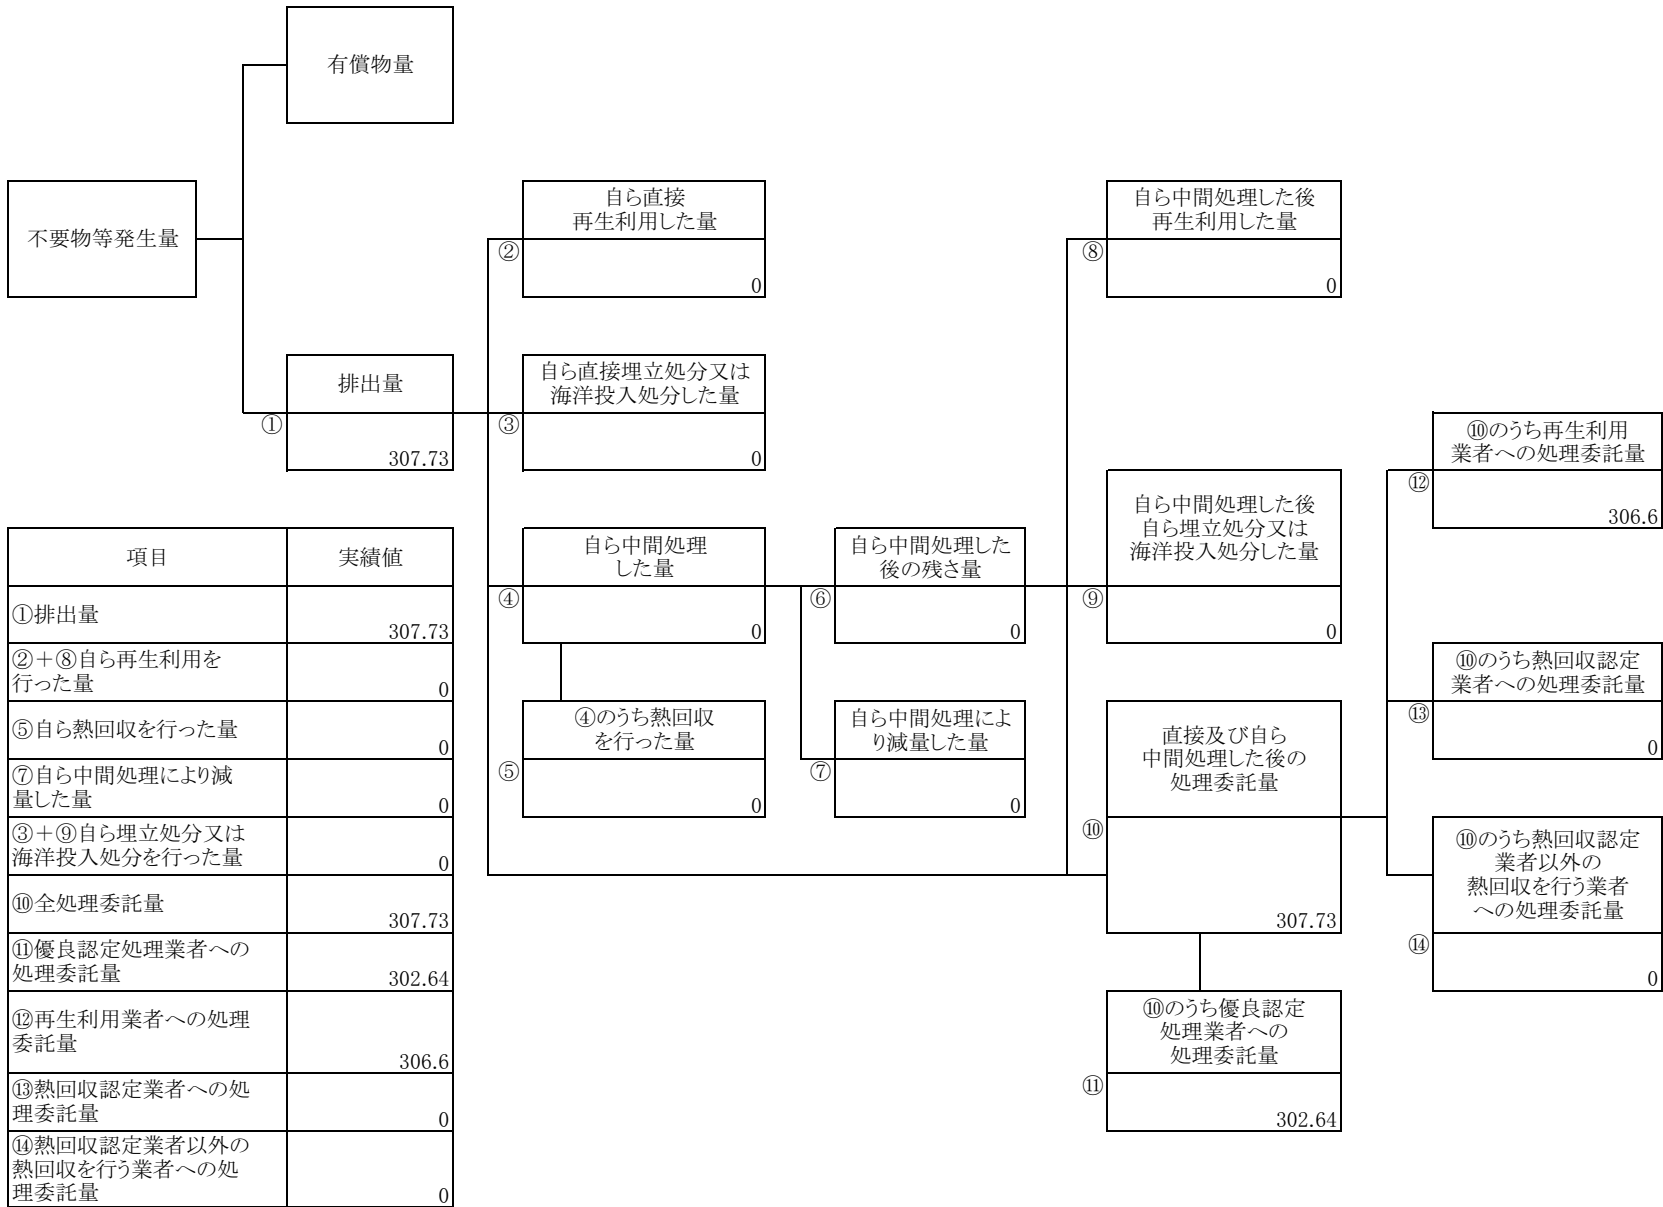 有償物量
不要物等発生量
自ら直接
再生利用した量
②
0
自ら中間処理した後
再生利用した量
⑧
0
排出量
①
307.73
自ら直接埋立処分又は
海洋投入処分した量
③
0
自ら中間処理
した量
④
0
自ら中間処理した
後の残さ量
⑥
0
自ら中間処理した後
自ら埋立処分又は
海洋投入処分した量
⑨
0
⑩のうち再生利用
業者への処理委託量
⑫
306.6
④のうち熱回収
を行った量
⑤
0
自ら中間処理によ
り減量した量
⑦
0
直接及び自ら
中間処理した後の
処理委託量
⑩
307.73
⑩のうち熱回収認定
業者への処理委託量
⑬
0
⑩のうち熱回収認定
業者以外の
熱回収を行う業者
への処理委託量
⑭
0
⑩のうち優良認定
処理業者への
処理委託量
⑪
302.64
項目 実績値
①排出量
307.73
②＋⑧自ら再生利用を
行った量
0
⑤自ら熱回収を行った量
0
⑦自ら中間処理により減
量した量
0
③＋⑨自ら埋立処分又は
海洋投入処分を行った量
0
⑩全処理委託量
307.73
⑪優良認定処理業者への
処理委託量
302.64
⑫再生利用業者への処理
委託量
306.6
⑬熱回収認定業者への処
理委託量
0
⑭熱回収認定業者以外の
熱回収を行う業者への処
理委託量
0